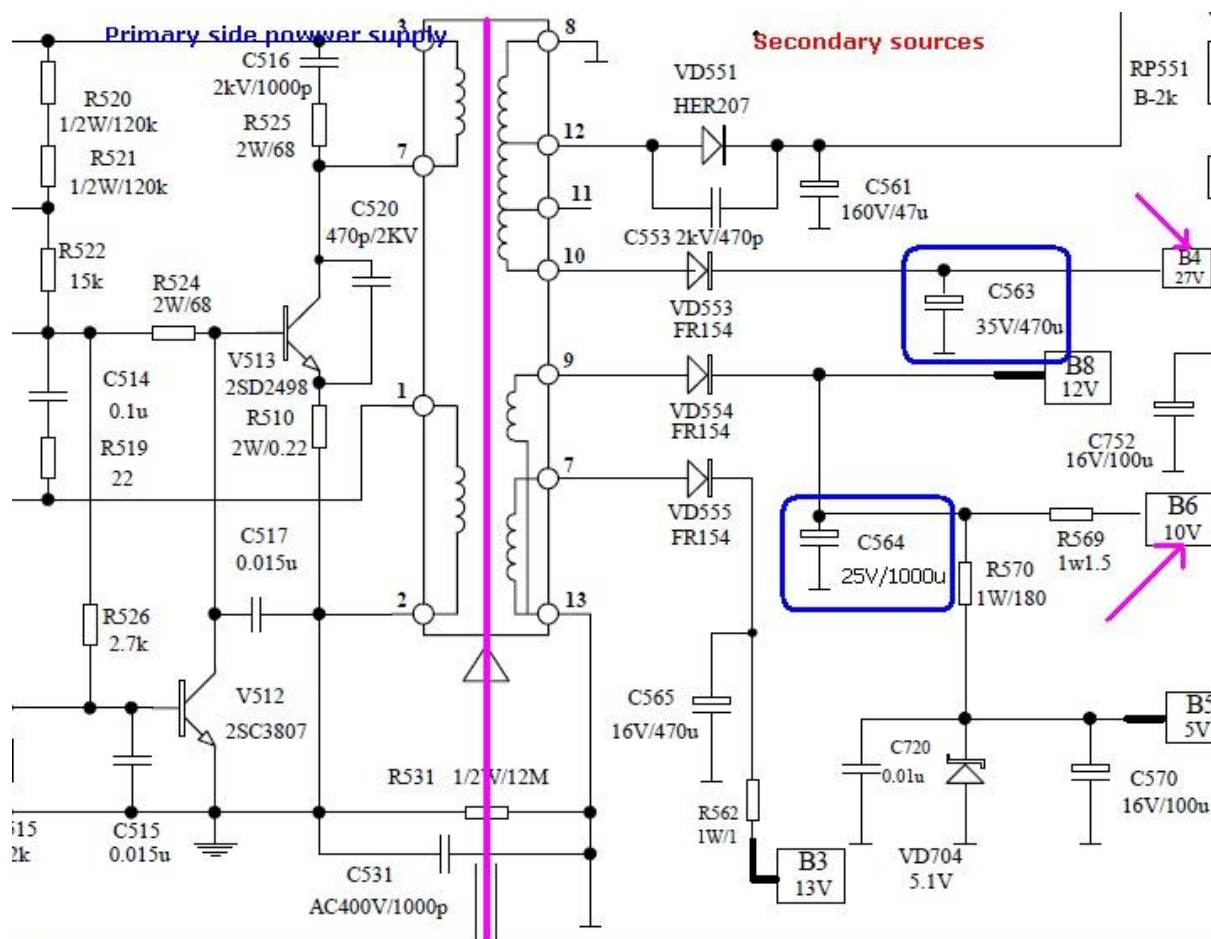 Primary side powwer supply
Secondary sources
3
8
C516
2kV/1000p
VD551
HER207
RP551
B-2k
R520
1/2W/120k
R525
2W/68
R521
1/2W/120k
7
12
11
C561
160V/47u
C520
470p/2KV
C553 2kV/470p
R522
15k
R524
2W/68
10
VD553
FR154
C563
35V/470u
B4
27V
V513
2SD2498
9
B8
12V
C514
0.1u
1
R510
2W/0.22
VD554
FR154
C752
16V/100u
R519
22
7
VD555
FR154
C564
25V/1000u
B6
10V
R569
1w1.5
C517
0.015u
R570
1W/180
2
13
R526
2.7k
V512
2SC3807
C565
16V/470u
B5
5V
C720
0.01u
C570
16V/100u
R531 1/2W/12M
R562
1W/1
515
2k
C515
0.015u
C531
AC400V/1000p
B3
13V
VD704
5.1V